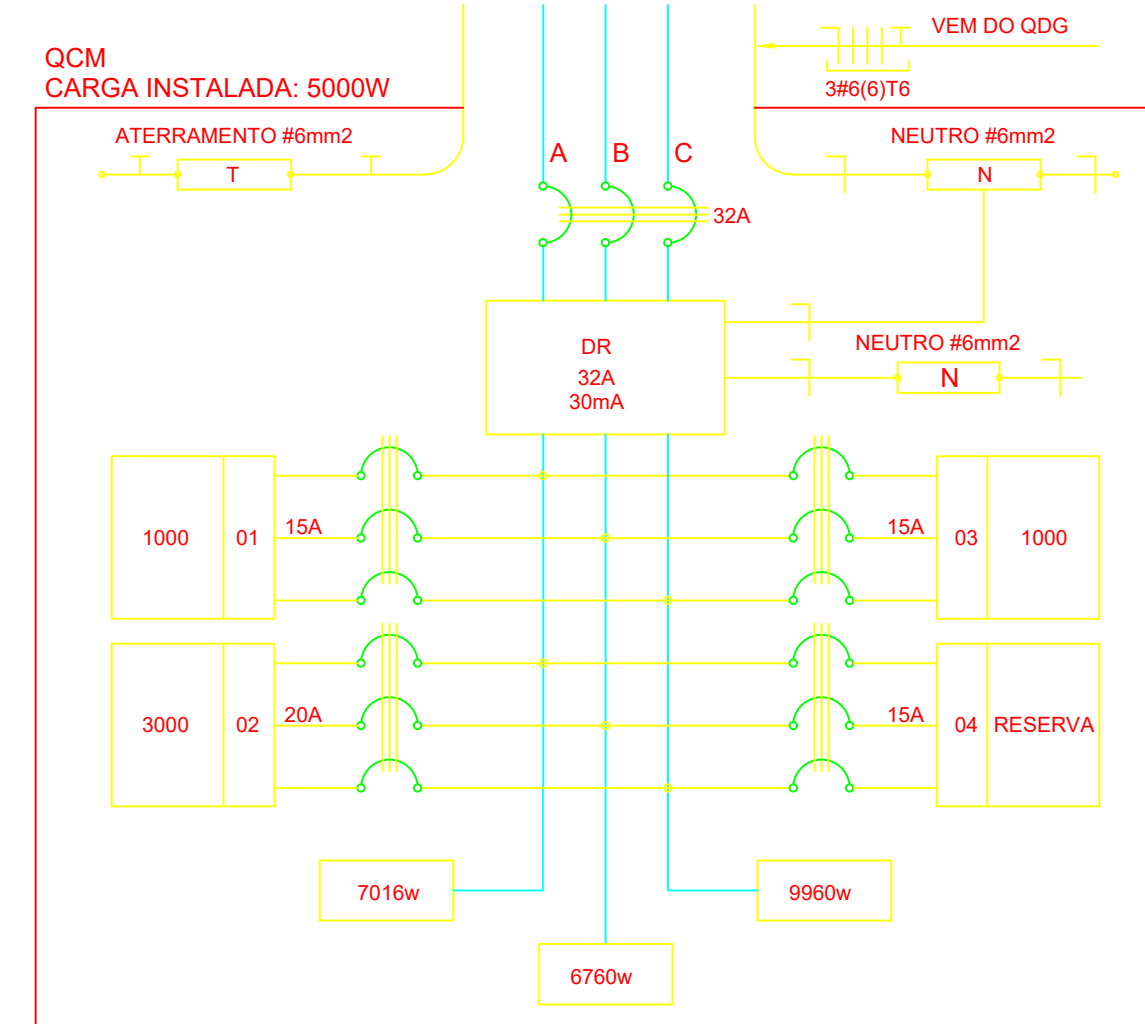 VEM DO QDG
QCM
CARGA INSTALADA: 5000W
3#6(6)T6
ATERRAMENTO #6mm2
NEUTRO #6mm2
A B C
T
N
32A
DR
32A
30mA
NEUTRO #6mm2
N
1000 01 15A
15A 03 1000
3000 02 20A
15A 04 RESERVA
7016w
9960w
6760w